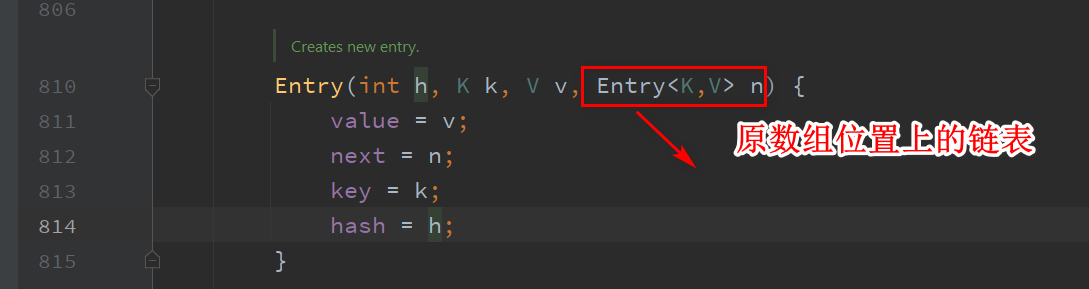 806
Creates new entry.
810 Entry(int h, K k, V v, Entry<K,V> n) {
811 value = v;
原数组位置上的链表
812 next = n;
813 key = k;
814 hash = h;
815 }